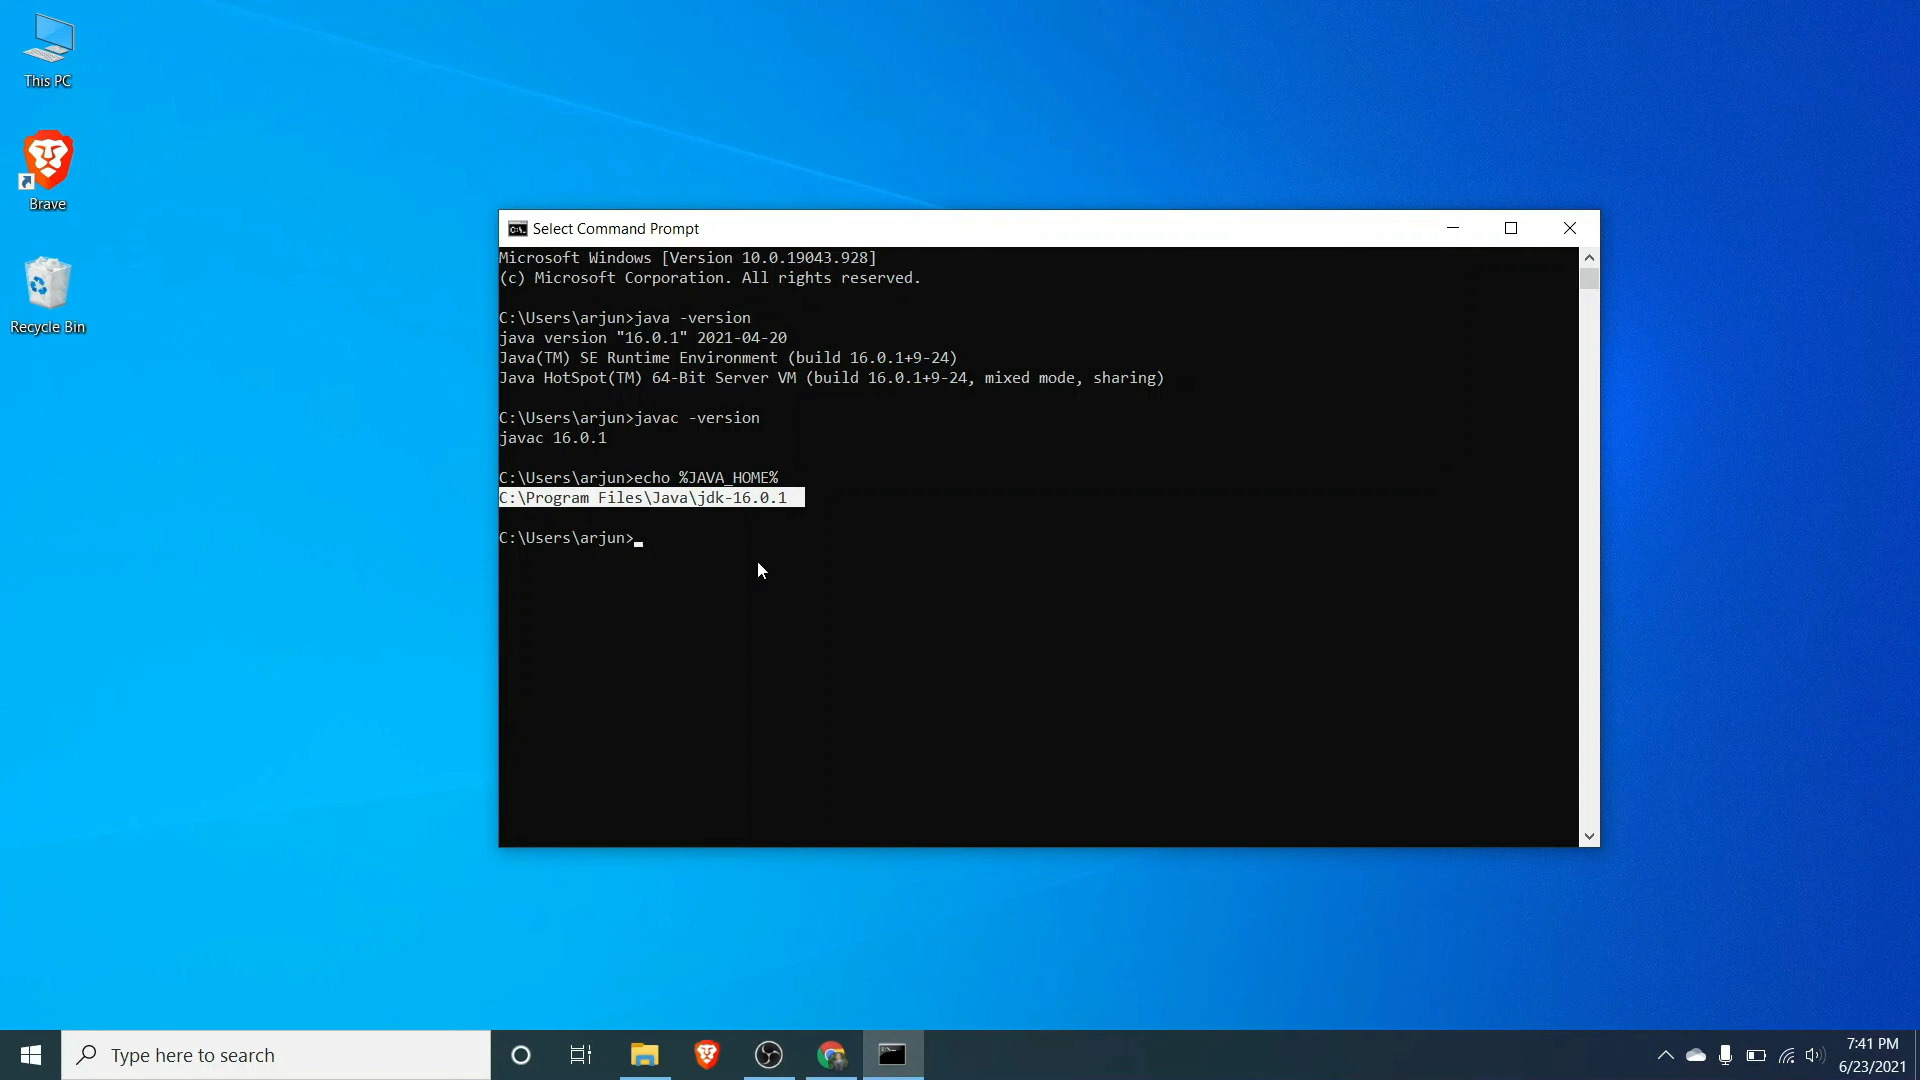 This PC
Brave
Recycle Bin
Select Command Prompt
Microsoft Windows [Version 10.0.19043.928]
(c) Microsoft Corporation. All rights reserved.
C:\Users\arjun>java -version
java version "16.0.1" 2021-04-20
Java(TM) SE Runtime Environment (build 16.0.1+9-24)
Java HotSpot(TM) 64-Bit Server VM (build 16.0.1+9-24, mixed mode, sharing)
C:\Users\arjun>javac -version
javac 16.0.1
C:\Users\arjun>echo %JAVA_HOME%
C:\Program Files\Java\jdk-16.0.1
C:\Users\arjun>
Type here to search
7:41 PM
6/23/2021